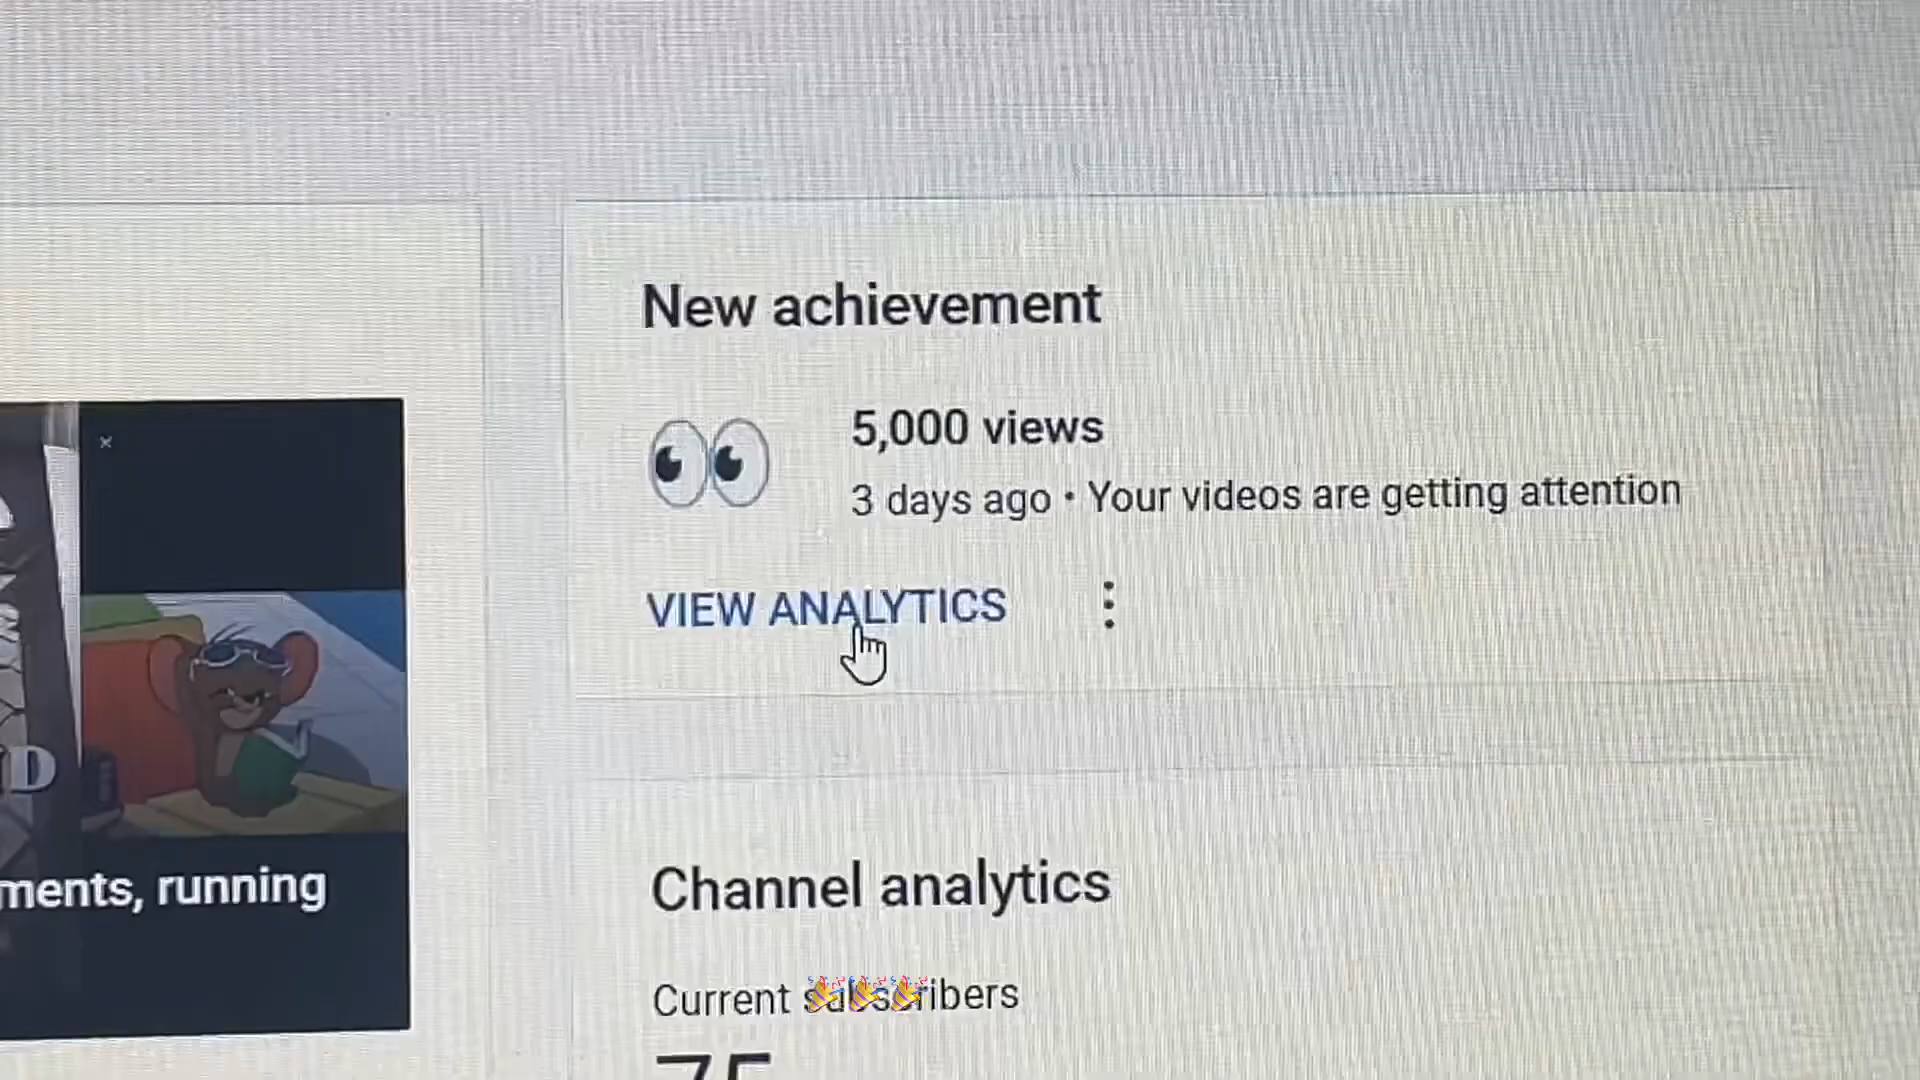 New achievement
5,000 views
3 days ago • Your videos are getting attention
VIEW ANALYTICS
ments, running
Channel analytics
Current subscribers